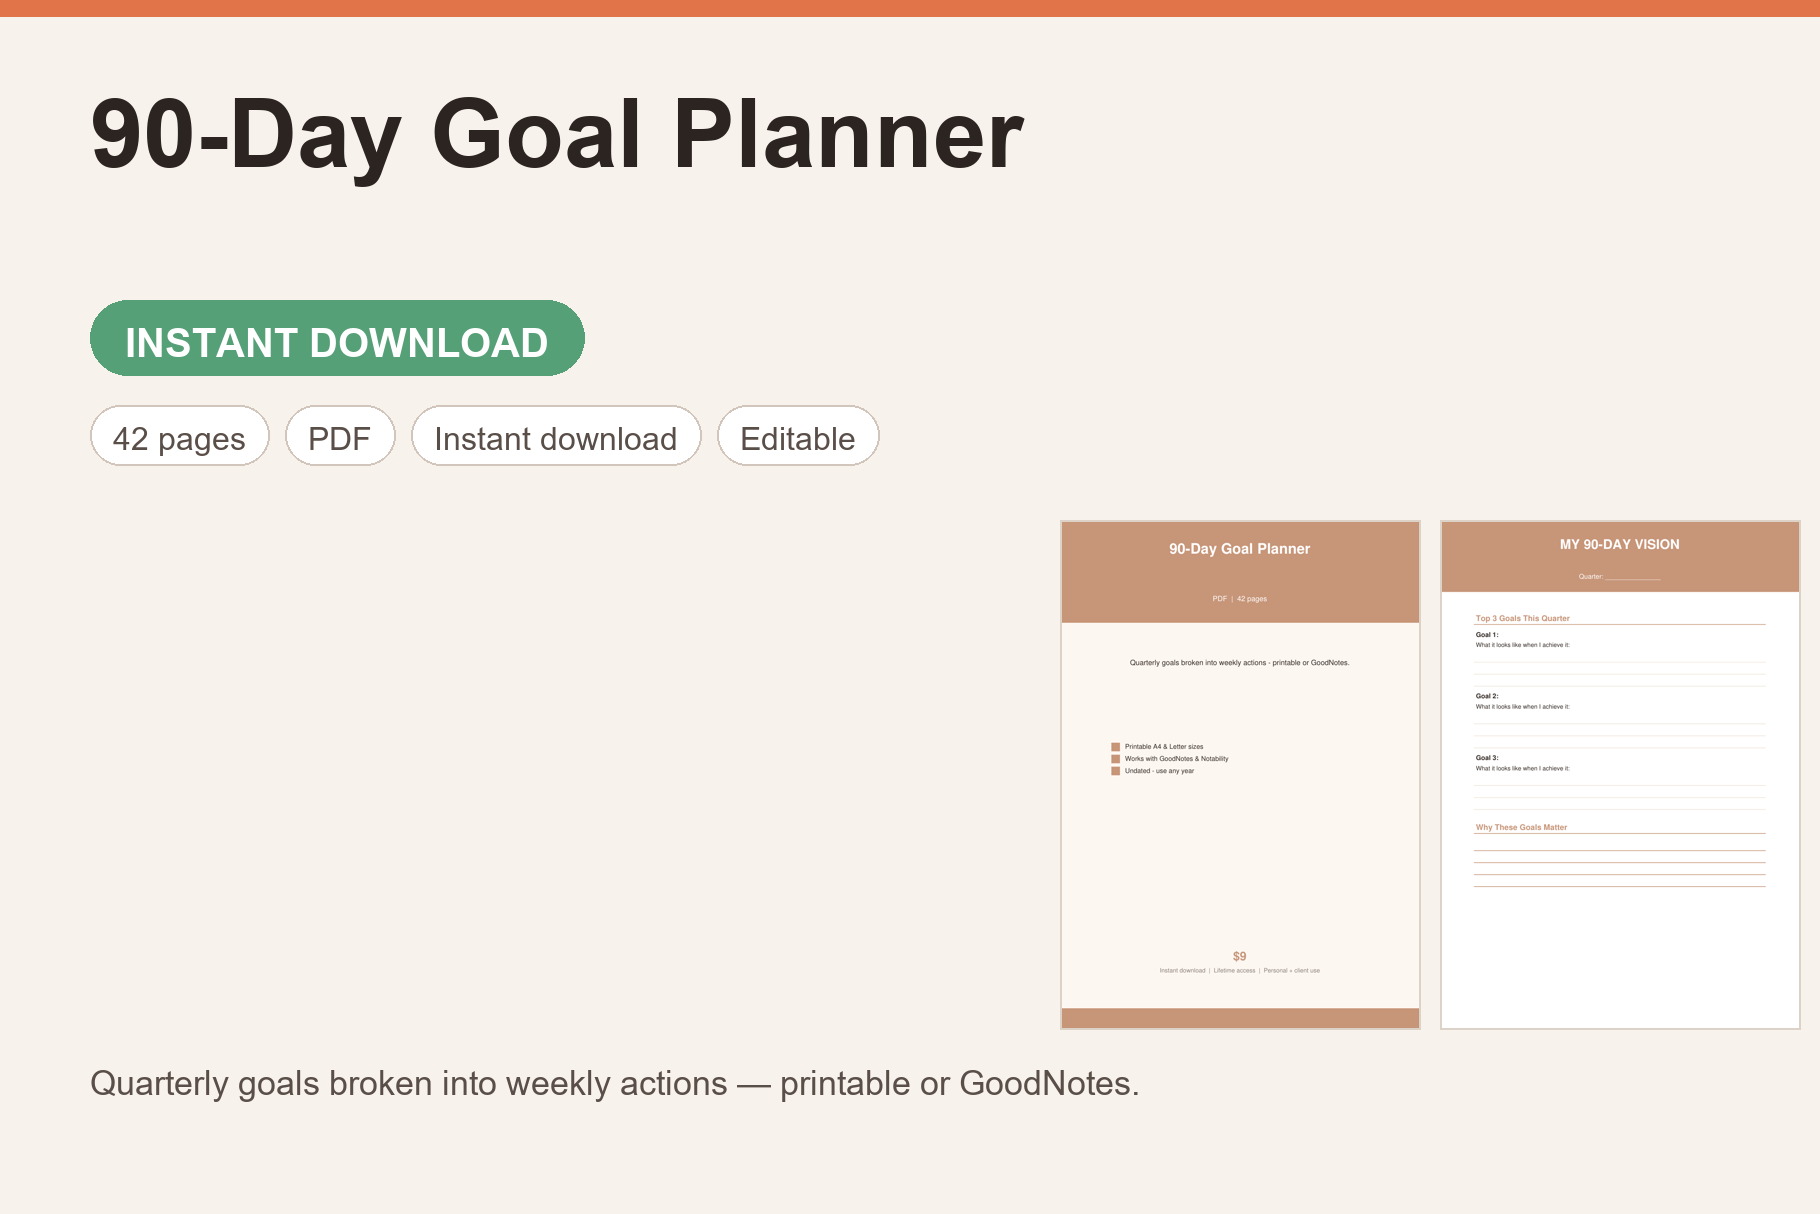 90-Day Goal Planner
INSTANT DOWNLOAD
42 pages
PDF
Instant download
Editable
90-Day Goal Planner
PDF | 42 pages
Quarterly goals broken into weekly actions - printable or GoodNotes.
Printable A4 & Letter sizes
Works with GoodNotes & Notability
Undated - use any year
$9
Instant download | Lifetime access | Personal + client use
MY 90-DAY VISION
Quarter: _______________
Top 3 Goals This Quarter
Goal 1:
What it looks like when I achieve it:
Goal 2:
What it looks like when I achieve it:
Goal 3:
What it looks like when I achieve it:
Why These Goals Matter
Quarterly goals broken into weekly actions — printable or GoodNotes.